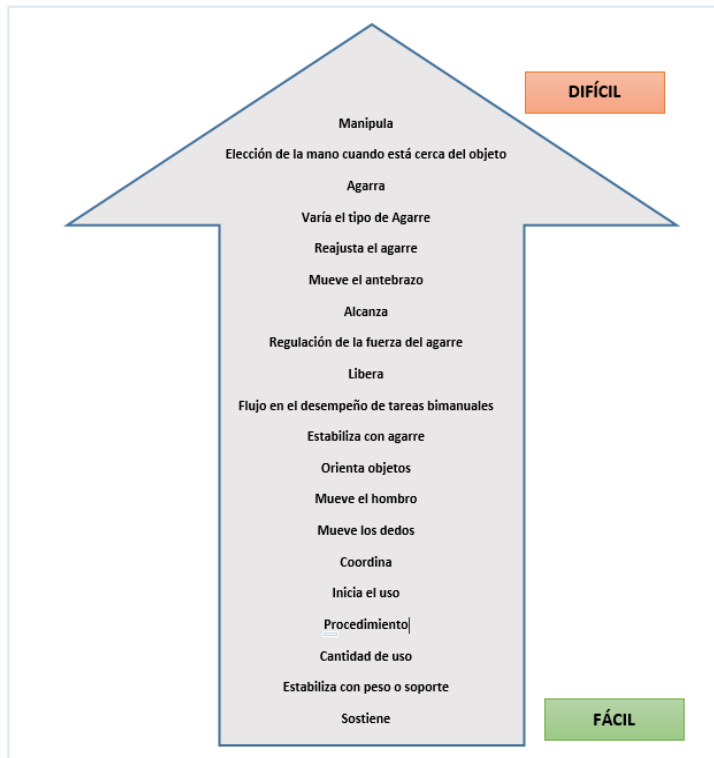 DIFÍCIL
Manipula
Elección de la mano cuando está cerca del objeto
Agarra
Varía el tipo de Agarre
Reajusta el agarre
Mueve el antebrazo
Alcanza
Regulación de la fuerza del agarre
Libera
Flujo en el desempeño de tareas bimanuales
Estabiliza con agarre
Orienta objetos
Mueve el hombro
Mueve los dedos
Coordina
Inicia el uso
Procedimiento
Cantidad de uso
Estabiliza con peso o soporte
Sostiene
FÁCIL